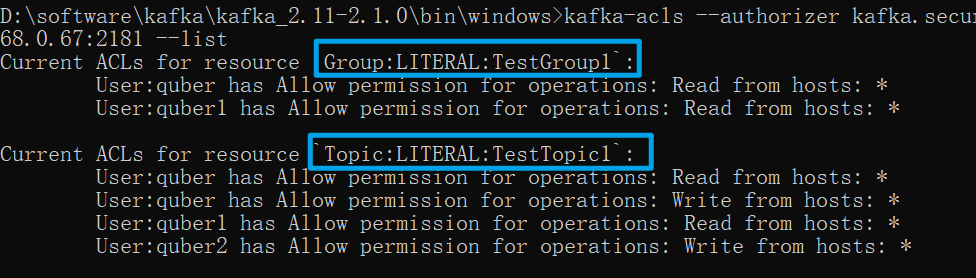 D:\software\kafka\kafka_2.11-2.1.0\bin\windows>kafka-acls --authorizer kafka.secu
68.0.67:2181 --list
Current ACLs for resource `Group:LITERAL:TestGroup1`:
User:quber has Allow permission for operations: Read from hosts: *
User:quber1 has Allow permission for operations: Read from hosts: *
Current ACLs for resource `Topic:LITERAL:TestTopic1`:
User:quber has Allow permission for operations: Read from hosts: *
User:quber has Allow permission for operations: Write from hosts: *
User:quber1 has Allow permission for operations: Read from hosts: *
User:quber2 has Allow permission for operations: Write from hosts: *